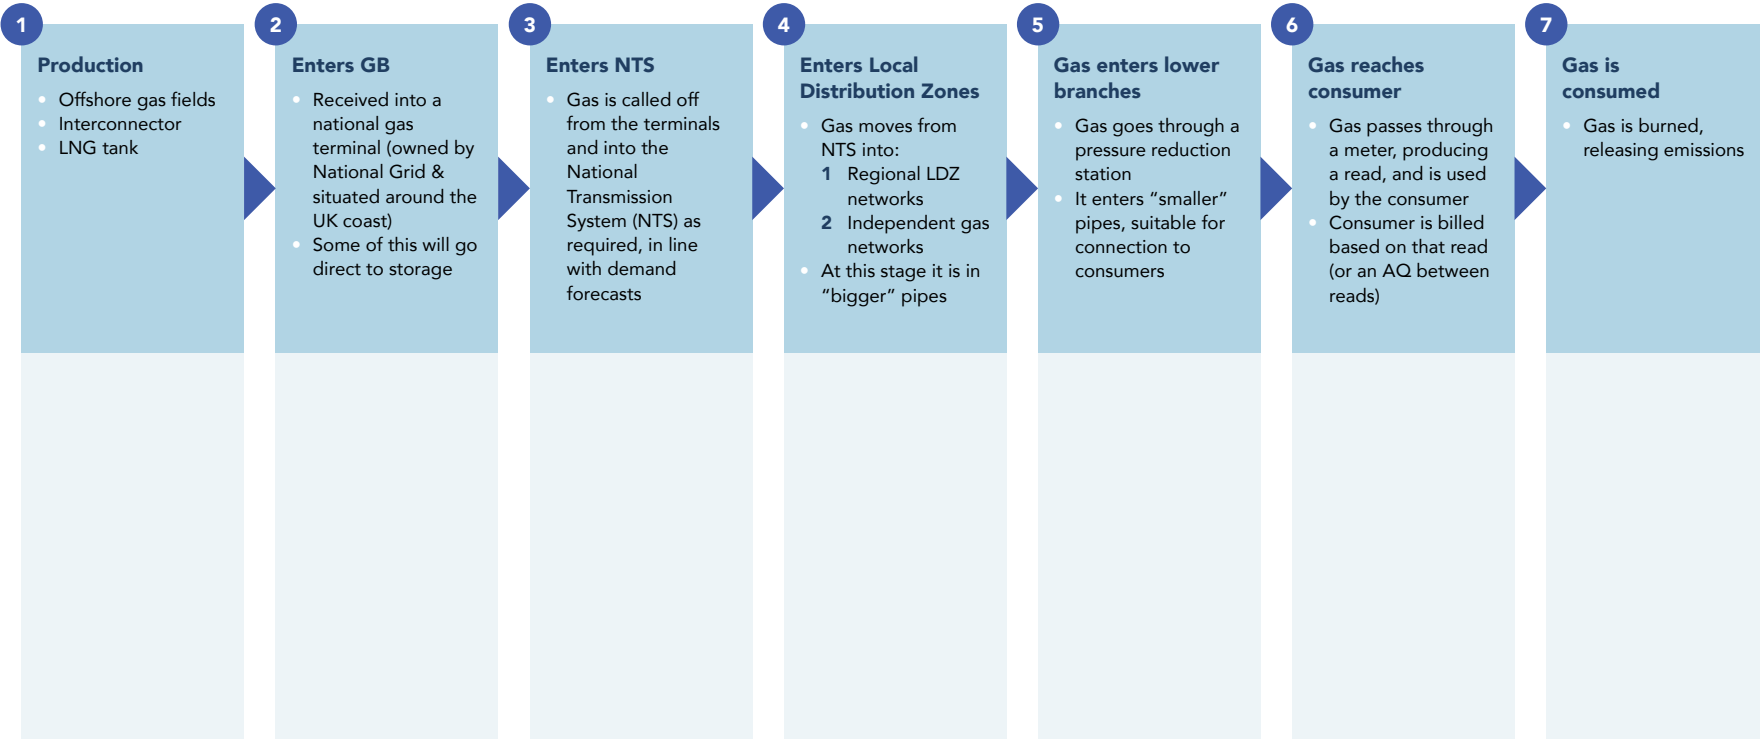 1
Production
• Offshore gas fields
• Interconnector
• LNG tank
2
Enters GB
• Received into a
national gas
terminal (owned by
National Grid &
situated around the
UK coast)
• Some of this will go
direct to storage
3
Enters NTS
• Gas is called off
from the terminals
and into the
National
Transmission
System (NTS) as
required, in line
with demand
forecasts
4
Enters Local
Distribution Zones
• Gas moves from
NTS into:
1 Regional LDZ
networks
2 Independent gas
networks
• At this stage it is in
“bigger” pipes
5
Gas enters lower
branches
• Gas goes through a
pressure reduction
station
• It enters “smaller”
pipes, suitable for
connection to
consumers
6
Gas reaches
consumer
• Gas passes through
a meter, producing
a read, and is used
by the consumer
• Consumer is billed
based on that read
(or an AQ between
reads)
7
Gas is
consumed
• Gas is burned,
releasing emissions